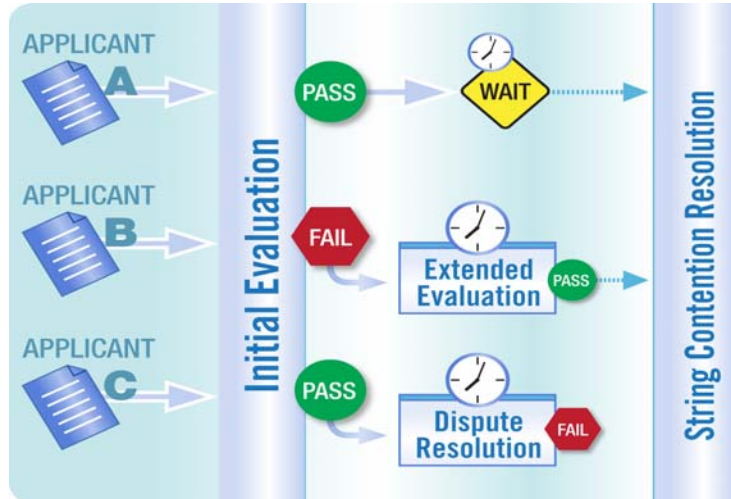 APPLICANT
A
PASS
WAIT
APPLICANT
B
FAIL
Extended
Evaluation
PASS
APPLICANT
C
PASS
Dispute
Resolution
FAIL
Initial Evaluation
String Contention Resolution